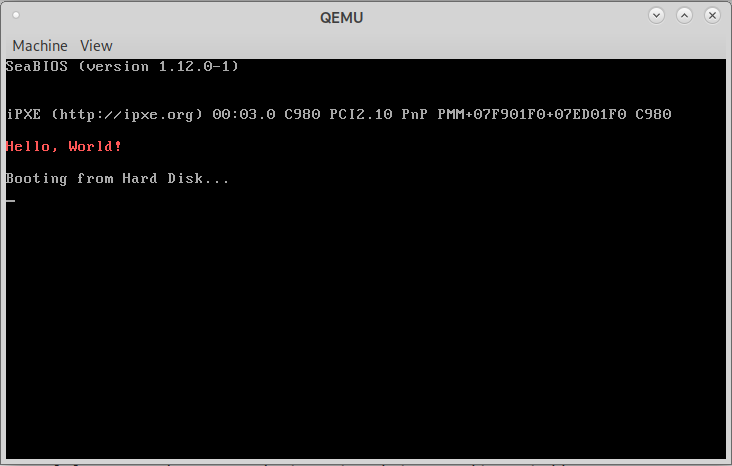 QEMU
Machine View
SeaBIOS (version 1.12.0-1)
iPXE (http://ipxe.org) 00:03.0 C980 PCI2.10 PnP PMM+07F901F0+07ED01F0 C980
Hello, World!
Booting from Hard Disk...